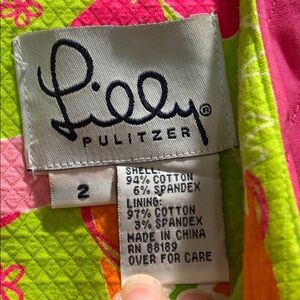 Lilly®
PULITZER
2
SHELL:
94% COTTON
6% SPANDEX
LINING:
97% COTTON
3% SPANDEX
MADE IN CHINA
RN 88189
OVER FOR CARE